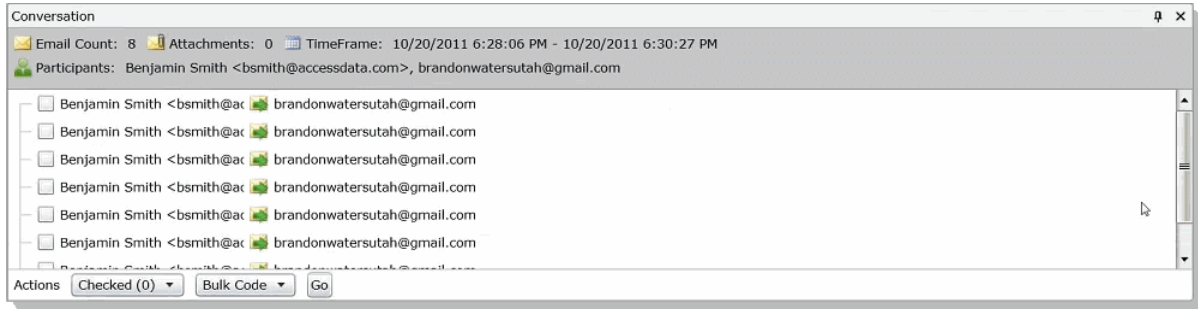 Conversation
Email Count: 8 Attachments: 0 TimeFrame: 10/20/2011 6:28:06 PM - 10/20/2011 6:30:27 PM
Participants: Benjamin Smith <bsmith@accessdata.com>, brandonwatersutah@gmail.com
Benjamin Smith <bsmith@ac brandonwatersutah@gmail.com
Benjamin Smith <bsmith@ac brandonwatersutah@gmail.com
Benjamin Smith <bsmith@ac brandonwatersutah@gmail.com
Benjamin Smith <bsmith@ac brandonwatersutah@gmail.com
Benjamin Smith <bsmith@ac brandonwatersutah@gmail.com
Benjamin Smith <bsmith@ac brandonwatersutah@gmail.com
Actions Checked (0) Bulk Code Go